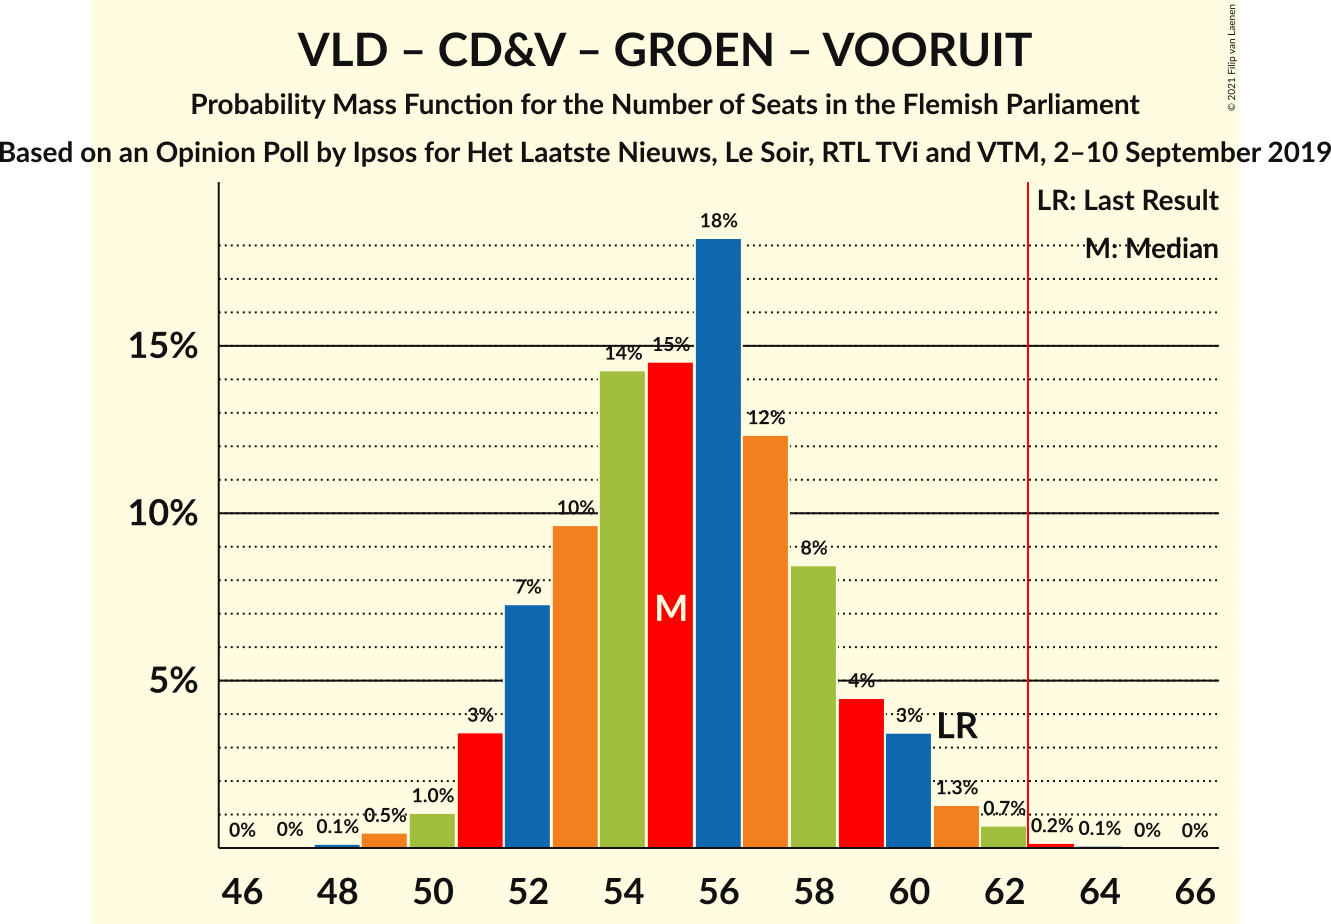 VLD – CD&V – GROEN – VOORUIT
Probability Mass Function for the Number of Seats in the Flemish Parliament
Based on an Opinion Poll by Ipsos for Het Laatste Nieuws, Le Soir, RTL TVi and VTM, 2–10 September 2019
© 2021 Filip van Laenen
LR: Last Result
M: Median
15%
10%
5%
0%
0%
0.1%
0.5%
1.0%
3%
7%
10%
14%
15%
18%
12%
8%
4%
3%
1.3%
0.7%
0.2%
0.1%
0%
0%
M
LR
46 48 50 52 54 56 58 60 62 64 66